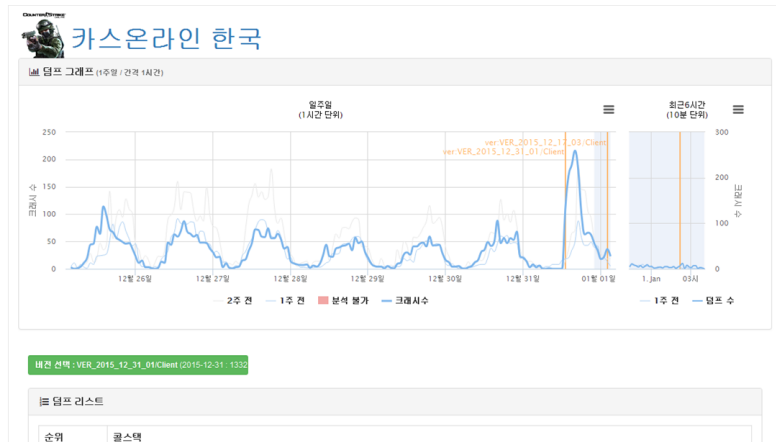 COUNTER STRIKE
카스온라인 한국
덤프 그래프 (1주일 / 간격 1시간)
일주일
(1시간 단위)
최근6시간
(10분 단위)
250
200
150
100
50
0
크래시 수
ver:VER_2015_12_17_03/Client
ver:VER_2015_12_31_01/Client
12월 26일
12월 27일
12월 28일
12월 29일
12월 30일
12월 31일
01월 01일
2주 전
1주 전
분석 불가
크래시수
300
200
100
0
크래시 수
1. Jan
03시
1주 전
덤프 수
버전 선택 : VER_2015_12_31_01/Client (2015-12-31 : 1332
덤프 리스트
순위
콜스택